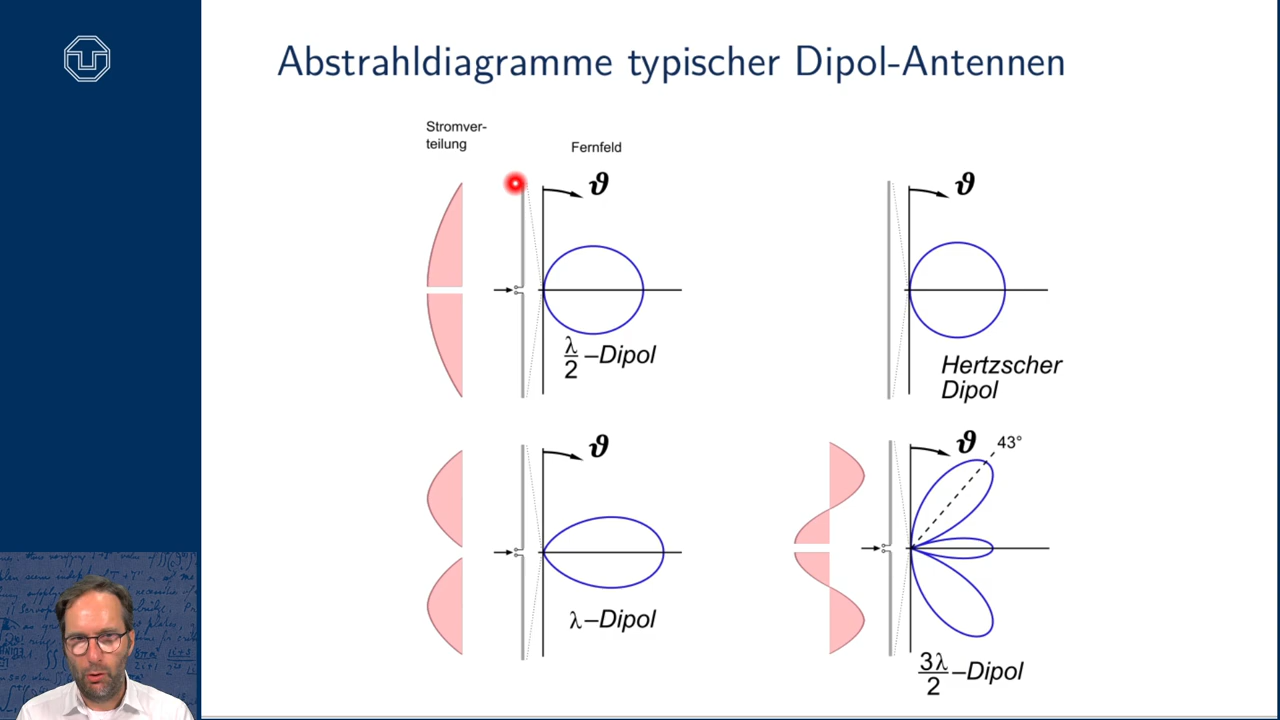 Abstrahldiagramme typischer Dipol-Antennen
Stromver-
teilung
Fernfeld
ϑ
λ/2 –Dipol
ϑ
Hertzscher
Dipol
ϑ
λ–Dipol
ϑ
43°
3λ/2 –Dipol